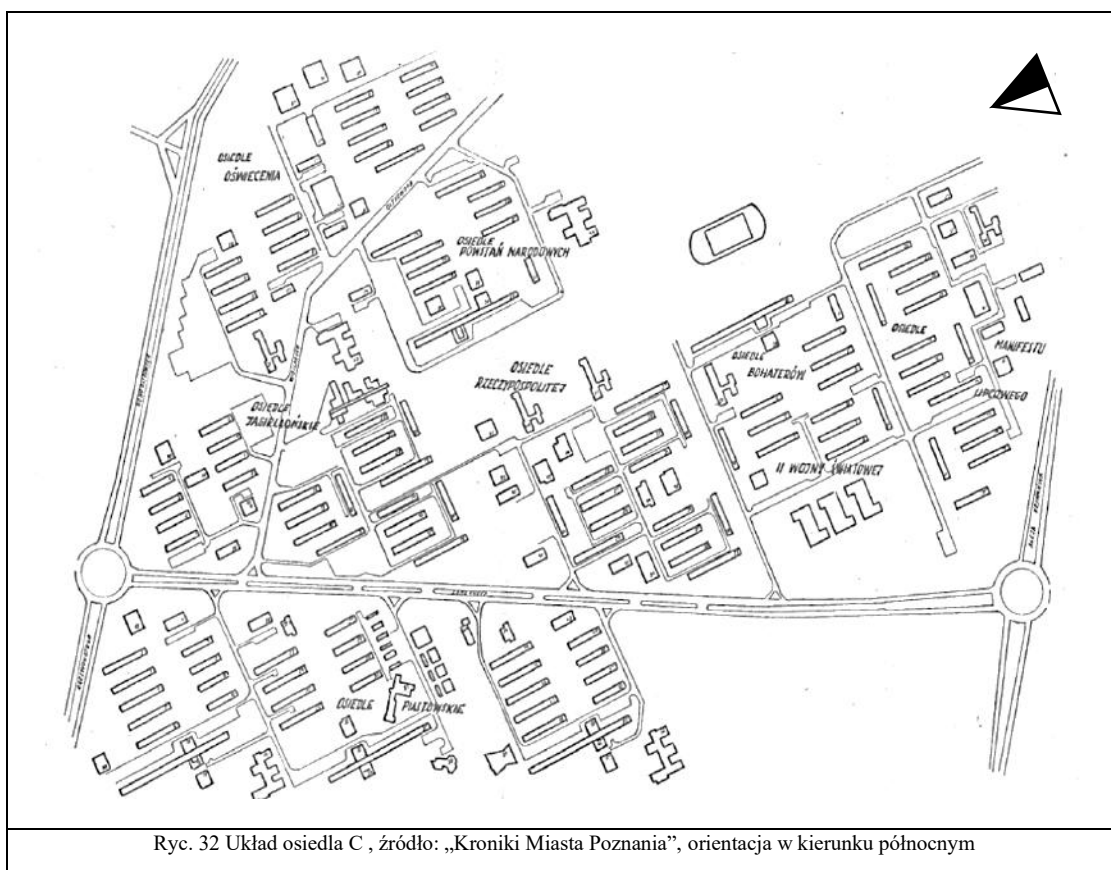 OSIEDLE
OŚWIECENIA
OSIEDLE
POWSTAŃ NARODOWYCH
OSIEDLE
RZECZYPOSPOLITEJ
OSIEDLE
JAGIELLOŃSKIE
OSIEDLE
BOHATERÓW
II WOJNY ŚWIATOWEJ
OSIEDLE
MANIFESTU
LIPCOWEGO
OSIEDLE
PIASTOWSKIE
Ryc. 32 Układ osiedla C , źródło: „Kroniki Miasta Poznania”, orientacja w kierunku północnym